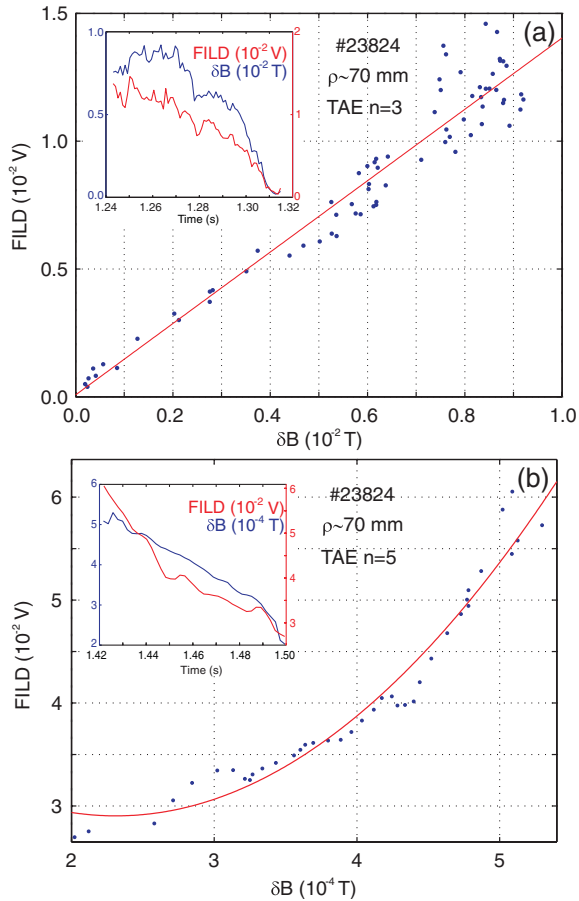 (a)
#23824
ρ~70 mm
TAE n=3
FILD (10⁻² V)
δB (10⁻² T)
1.0
0.5
0.0
2
1
0
1.24
1.26
1.28
1.30
1.32
Time (s)
1.5
1.0
0.5
0.0
FILD (10⁻² V)
0.0
0.2
0.4
0.6
0.8
1.0
δB (10⁻² T)
(b)
#23824
ρ~70 mm
TAE n=5
FILD (10⁻² V)
δB (10⁻⁴ T)
6
5
4
3
2
6
5
4
3
1.42
1.44
1.46
1.48
1.50
Time (s)
6
5
4
3
FILD (10⁻² V)
2
3
4
5
δB (10⁻⁴ T)